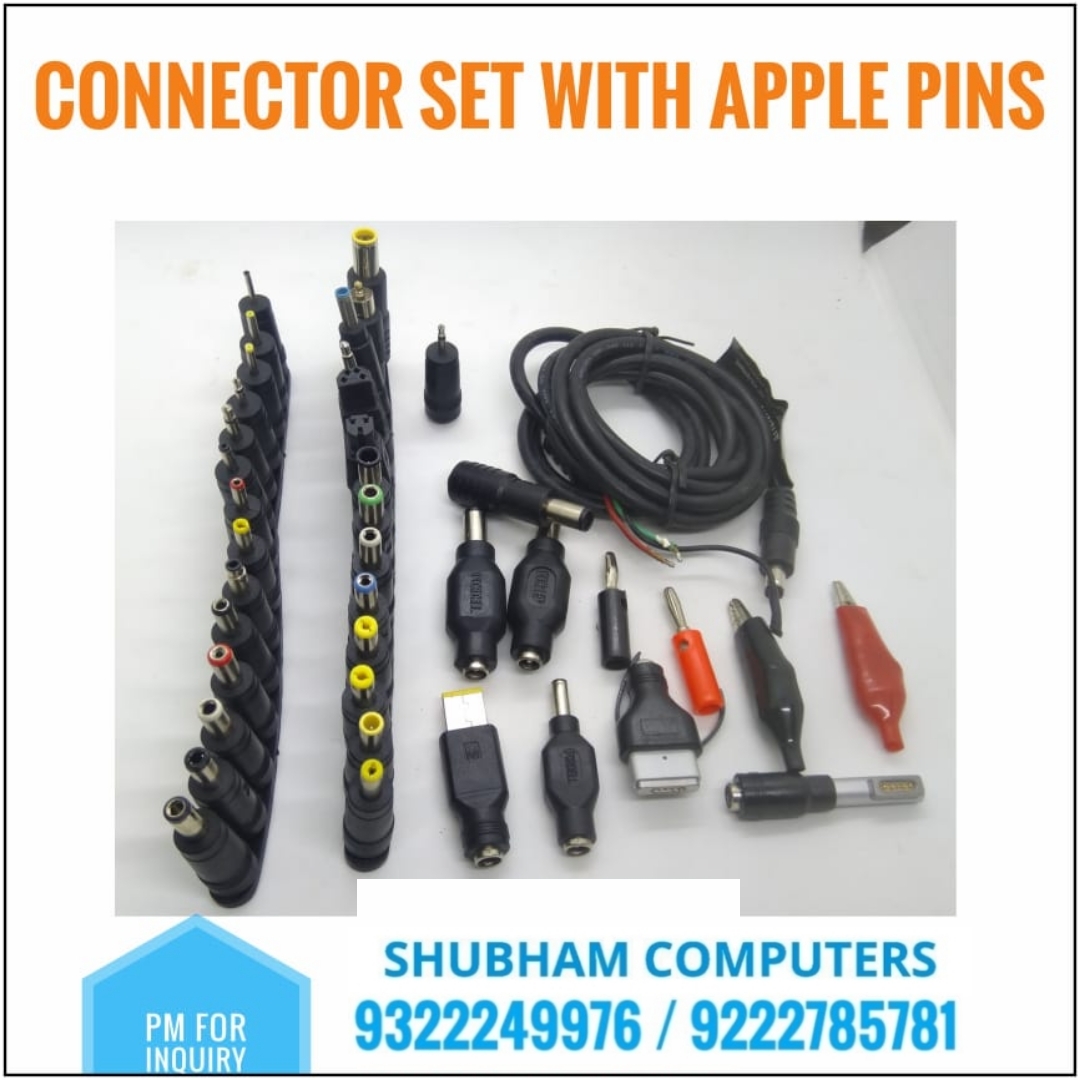 CONNECTOR SET WITH APPLE PINS
SHUBHAM COMPUTERS
9322249976 / 9222785781
PM FOR
INQUIRY